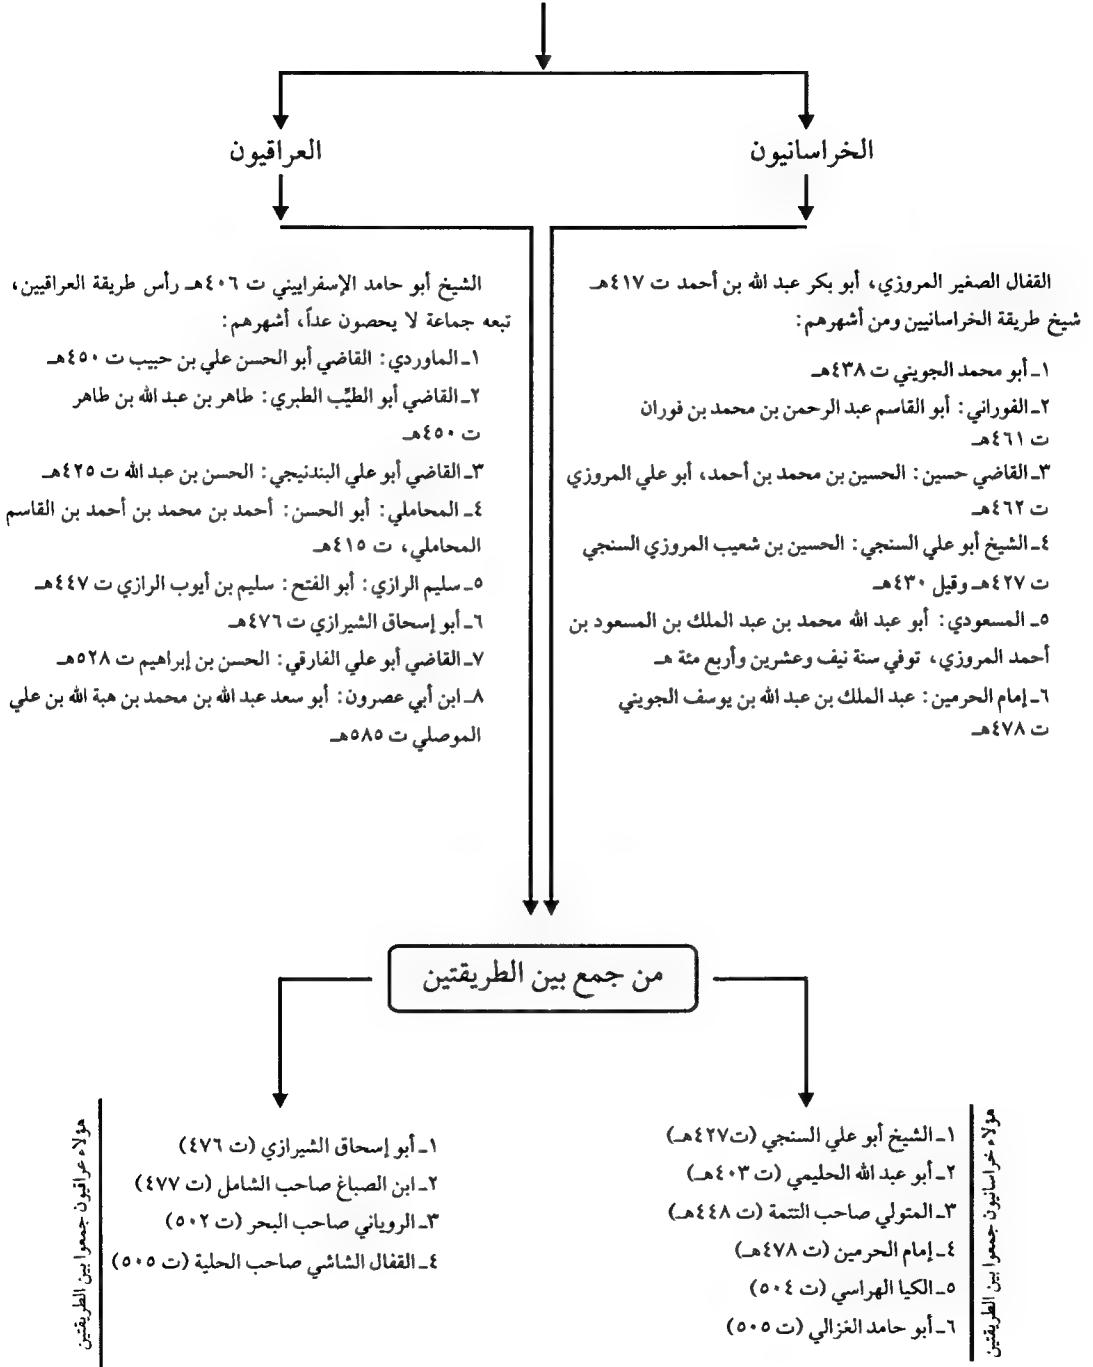 الخراسانيون
العراقيون
القفال الصغير المروزي، أبو بكر عبد الله بن أحمد ت ٤١٧هـ
شيخ طريقة الخراسانيين ومن أشهرهم:
١ـ أبو محمد الجويني ت ٤٣٨هـ
٢ـ الفوراني: أبو القاسم عبد الرحمن بن محمد بن فوران
ت ٤٦١هـ
٣ـ القاضي حسين: الحسين بن محمد بن أحمد، أبو علي المروزي
ت ٤٦٢هـ
٤ـ الشيخ أبو علي السنجي: الحسين بن شعيب المروزي السنجي
ت ٤٢٧هـ وقيل ٤٣٠هـ
٥ـ المسعودي: أبو عبد الله محمد بن عبد الملك بن المسعود بن
أحمد المروزي، توفي سنة نيف وعشرين وأربع مئة هـ
٦ـ إمام الحرمين: عبد الملك بن عبد الله بن يوسف الجويني
ت ٤٧٨هـ
الشيخ أبو حامد الإسفراييني ت ٤٠٦هـ رأس طريقة العراقيين،
تبعه جماعة لا يحصون عداً، أشهرهم:
١ـ الماوردي: القاضي أبو الحسن علي بن حبيب ت ٤٥٠هـ
٢ـ القاضي أبو الطيِّب الطبري: طاهر بن عبد الله بن طاهر
ت ٤٥٠هـ
٣ـ القاضي أبو علي البندنيجي: الحسن بن عبد الله ت ٤٢٥هـ
٤ـ المحاملي: أبو الحسن: أحمد بن محمد بن أحمد بن القاسم
المحاملي، ت ٤١٥هـ
٥ـ سليم الرازي: أبو الفتح: سليم بن أيوب الرازي ت ٤٤٧هـ
٦ـ أبو إسحاق الشيرازي ت ٤٧٦هـ
٧ـ القاضي أبو علي الفارقي: الحسن بن إبراهيم ت ٥٢٨هـ
٨ـ ابن أبي عصرون: أبو سعد عبد الله بن محمد بن هبة الله بن علي
الموصلي ت ٥٨٥هـ
من جمع بين الطريقتين
هؤلاء خراسانيون جمعوا بين الطريقتين
١ـ الشيخ أبو علي السنجي (ت٤٢٧هـ)
٢ـ أبو عبد الله الحليمي (ت ٤٠٣هـ)
٣ـ المتولي صاحب التتمة (ت ٤٤٨هـ)
٤ـ إمام الحرمين (ت ٤٧٨هـ)
٥ـ الكيا الهراسي (ت ٥٠٤)
٦ـ أبو حامد الغزالي (ت ٥٠٥)
١ـ أبو إسحاق الشيرازي (ت ٤٧٦)
٢ـ ابن الصباغ صاحب الشامل (ت ٤٧٧)
٣ـ الروياني صاحب البحر (ت ٥٠٢)
٤ـ القفال الشاشي صاحب الحلية (ت ٥٠٥)
هؤلاء عراقيون جمعوا بين الطريقتين